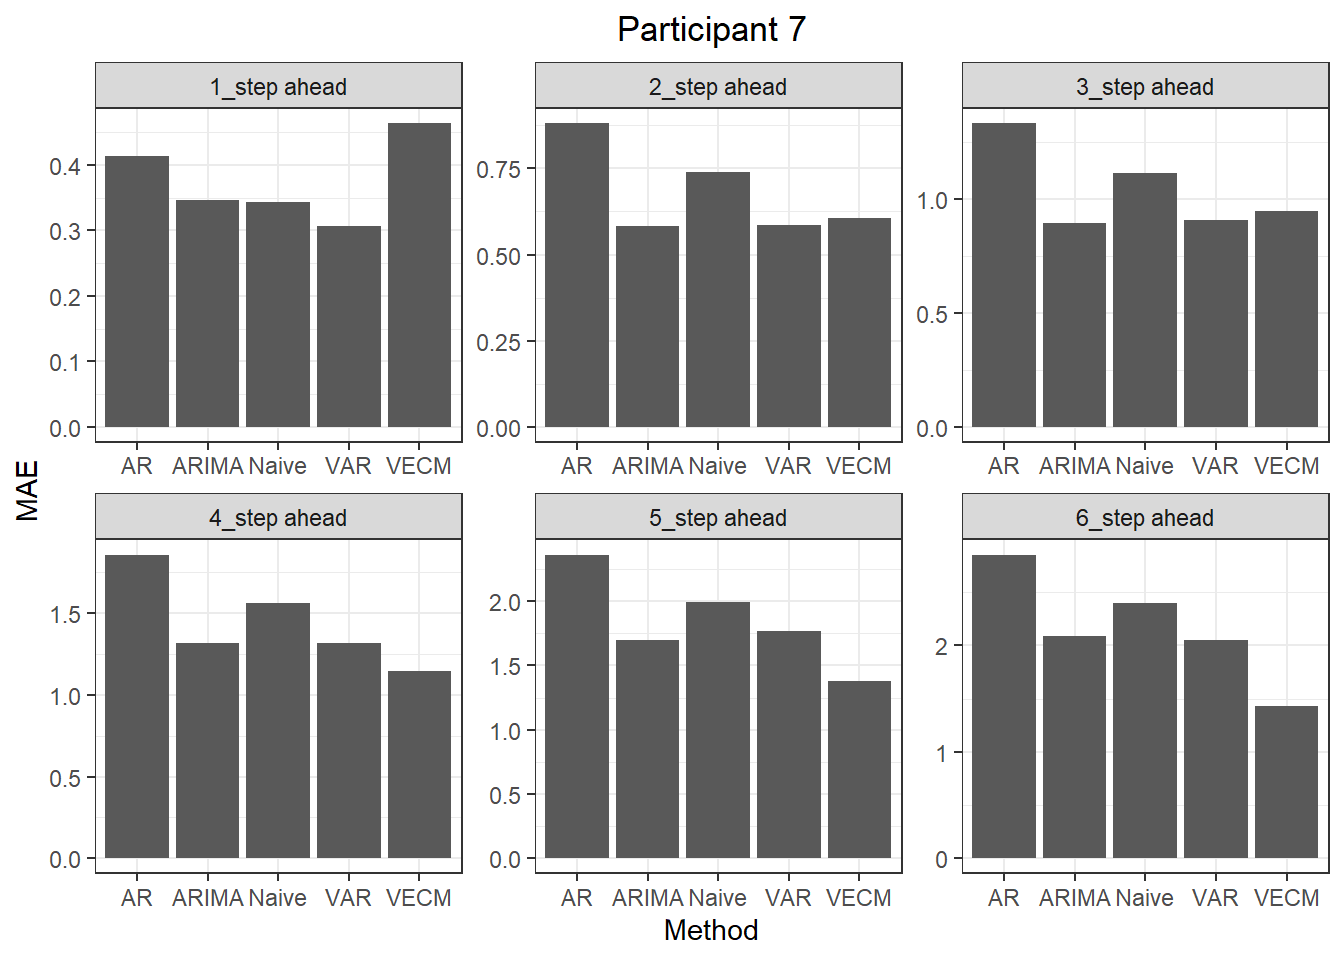 Participant 7
1_step ahead
2_step ahead
3_step ahead
0.4
0.3
0.2
0.1
0.0
0.75
0.50
0.25
0.00
1.0
0.5
0.0
AR ARIMA Naive VAR VECM
AR ARIMA Naive VAR VECM
AR ARIMA Naive VAR VECM
MAE
4_step ahead
5_step ahead
6_step ahead
1.5
1.0
0.5
0.0
2.0
1.5
1.0
0.5
0.0
2
1
0
AR ARIMA Naive VAR VECM
AR ARIMA Naive VAR VECM
AR ARIMA Naive VAR VECM
Method